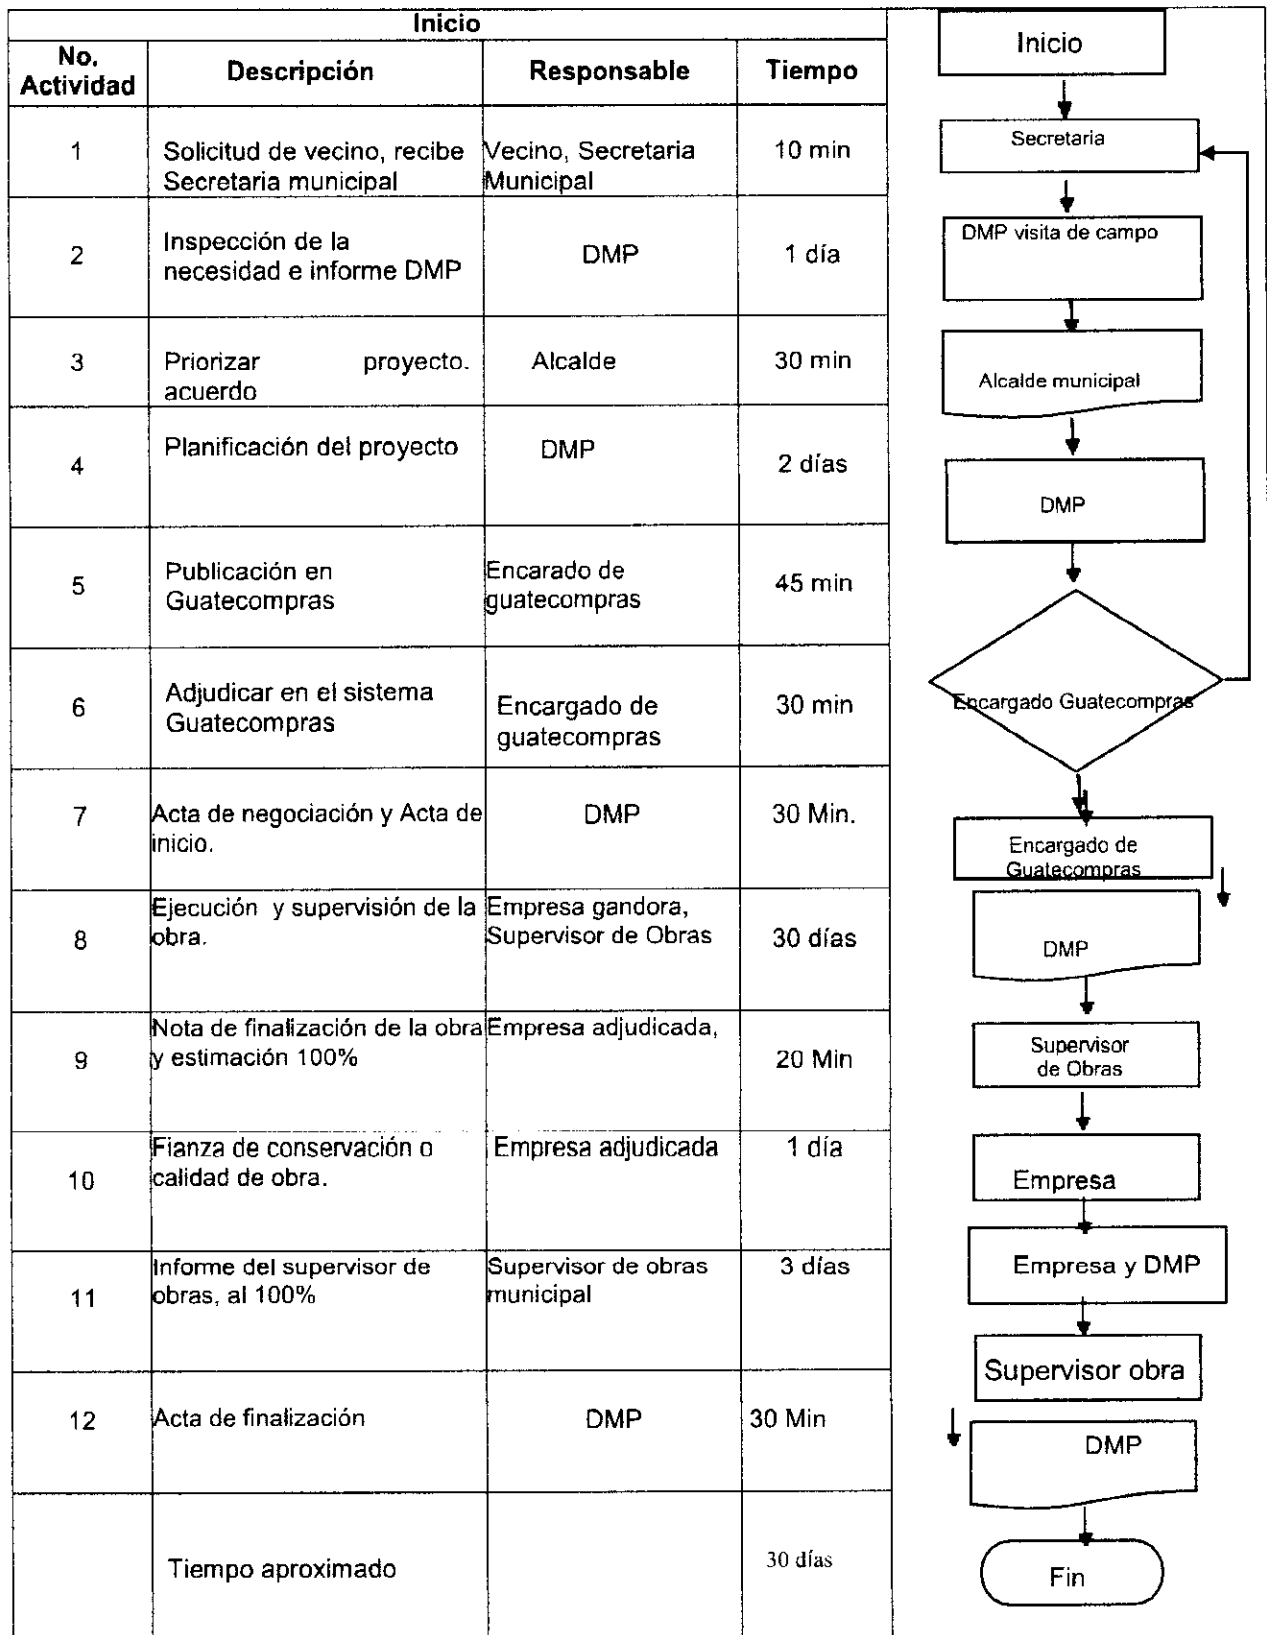 Inicio
No. Actividad
Descripción
Responsable
Tiempo
1
Solicitud de vecino, recibe
Secretaria municipal
Vecino, Secretaria
Municipal
10 min
2
Inspección de la
necesidad e informe DMP
DMP
1 día
3
Priorizar proyecto.
acuerdo
Alcalde
30 min
4
Planificación del proyecto
DMP
2 días
5
Publicación en
Guatecompras
Encarado de
guatecompras
45 min
6
Adjudicar en el sistema
Guatecompras
Encargado de
guatecompras
30 min
7
Acta de negociación y Acta de
inicio.
DMP
30 Min.
8
Ejecución y supervisión de la
obra.
Empresa gandora,
Supervisor de Obras
30 días
9
Nota de finalización de la obra
y estimación 100%
Empresa adjudicada,
20 Min
10
Fianza de conservación o
calidad de obra.
Empresa adjudicada
1 día
11
Informe del supervisor de
obras, al 100%
Supervisor de obras
municipal
3 días
12
Acta de finalización
DMP
30 Min
Tiempo aproximado
30 días
Inicio
Secretaria
DMP visita de campo
Alcalde municipal
DMP
Encargado Guatecompras
Encargado de
Guatecompras
DMP
Supervisor
de Obras
Empresa
Empresa y DMP
Supervisor obra
DMP
Fin